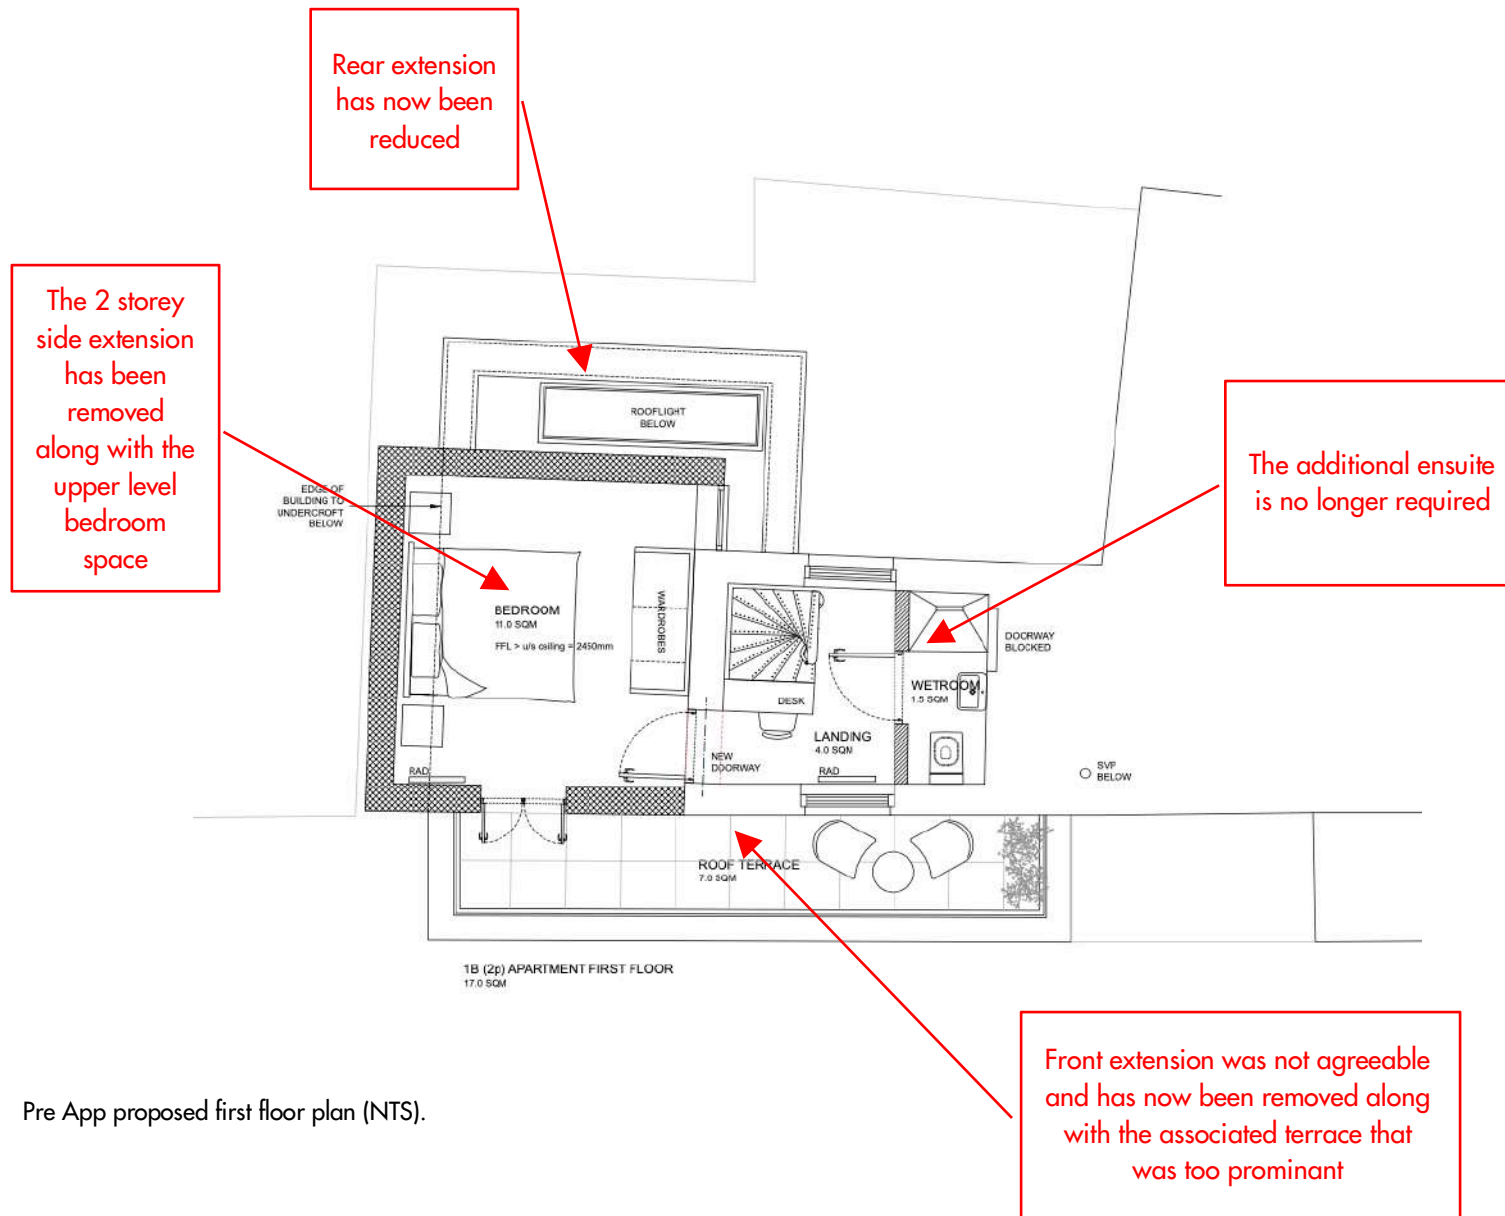 Rear extension
has now been
reduced
The 2 storey
side extension
has been
removed
along with the
upper level
bedroom
space
ROOFLIGHT
BELOW
The additional ensuite
is no longer required
EDGE OF
BUILDING TO
UNDERCROFT
BELOW
BEDROOM
11.0 SQM
FFL > u/s ceiling = 2450mm
WARDROBES
DOORWAY
BLOCKED
WETROOM
1.5 SQM
DESK
LANDING
4.0 SQM
NEW
DOORWAY
RAD
RAD
SVP
BELOW
ROOF TERRACE
7.0 SQM
1B (2p) APARTMENT FIRST FLOOR
17.0 SQM
Front extension was not agreeable
and has now been removed along
with the associated terrace that
was too prominant
Pre App proposed first floor plan (NTS).